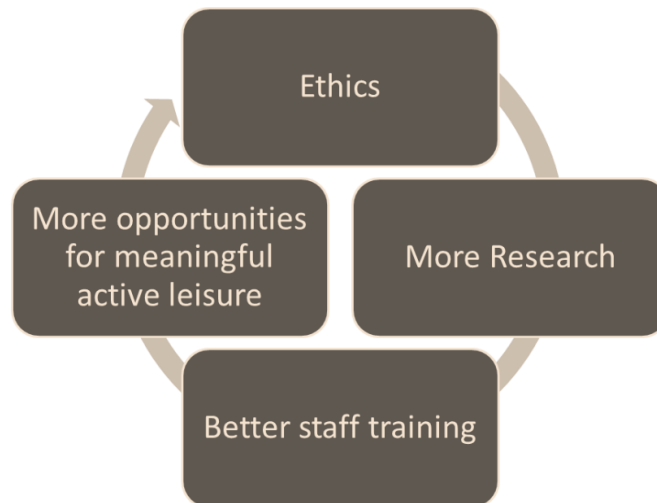 Ethics
More Research
Better staff training
More opportunities
for meaningful
active leisure